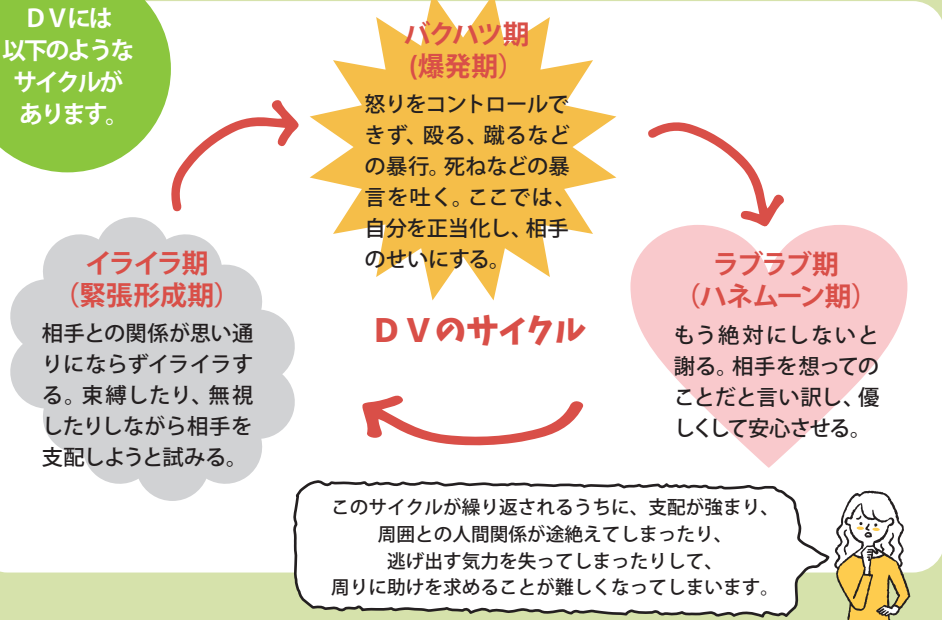 ＤＶには
以下のような
サイクルが
あります。
バクハツ期
(爆発期）
怒りをコントロールで
きず、殴る、蹴るなど
の暴行。死ねなどの暴
言を吐く。ここでは、
自分を正当化し、相手
のせいにする。
イライラ期
（緊張形成期）
相手との関係が思い通
りにならずイライラす
る。束縛したり、無視
したりしながら相手を
支配しようと試みる。
ＤＶのサイクル
ラブラブ期
（ハネムーン期）
もう絶対にしないと
謝る。相手を想っての
ことだと言い訳し、優
しくして安心させる。
このサイクルが繰り返されるうちに、支配が強まり、
周囲との人間関係が途絶えてしまったり、
逃げ出す気力を失ってしまったりして、
周りに助けを求めることが難しくなってしまいます。